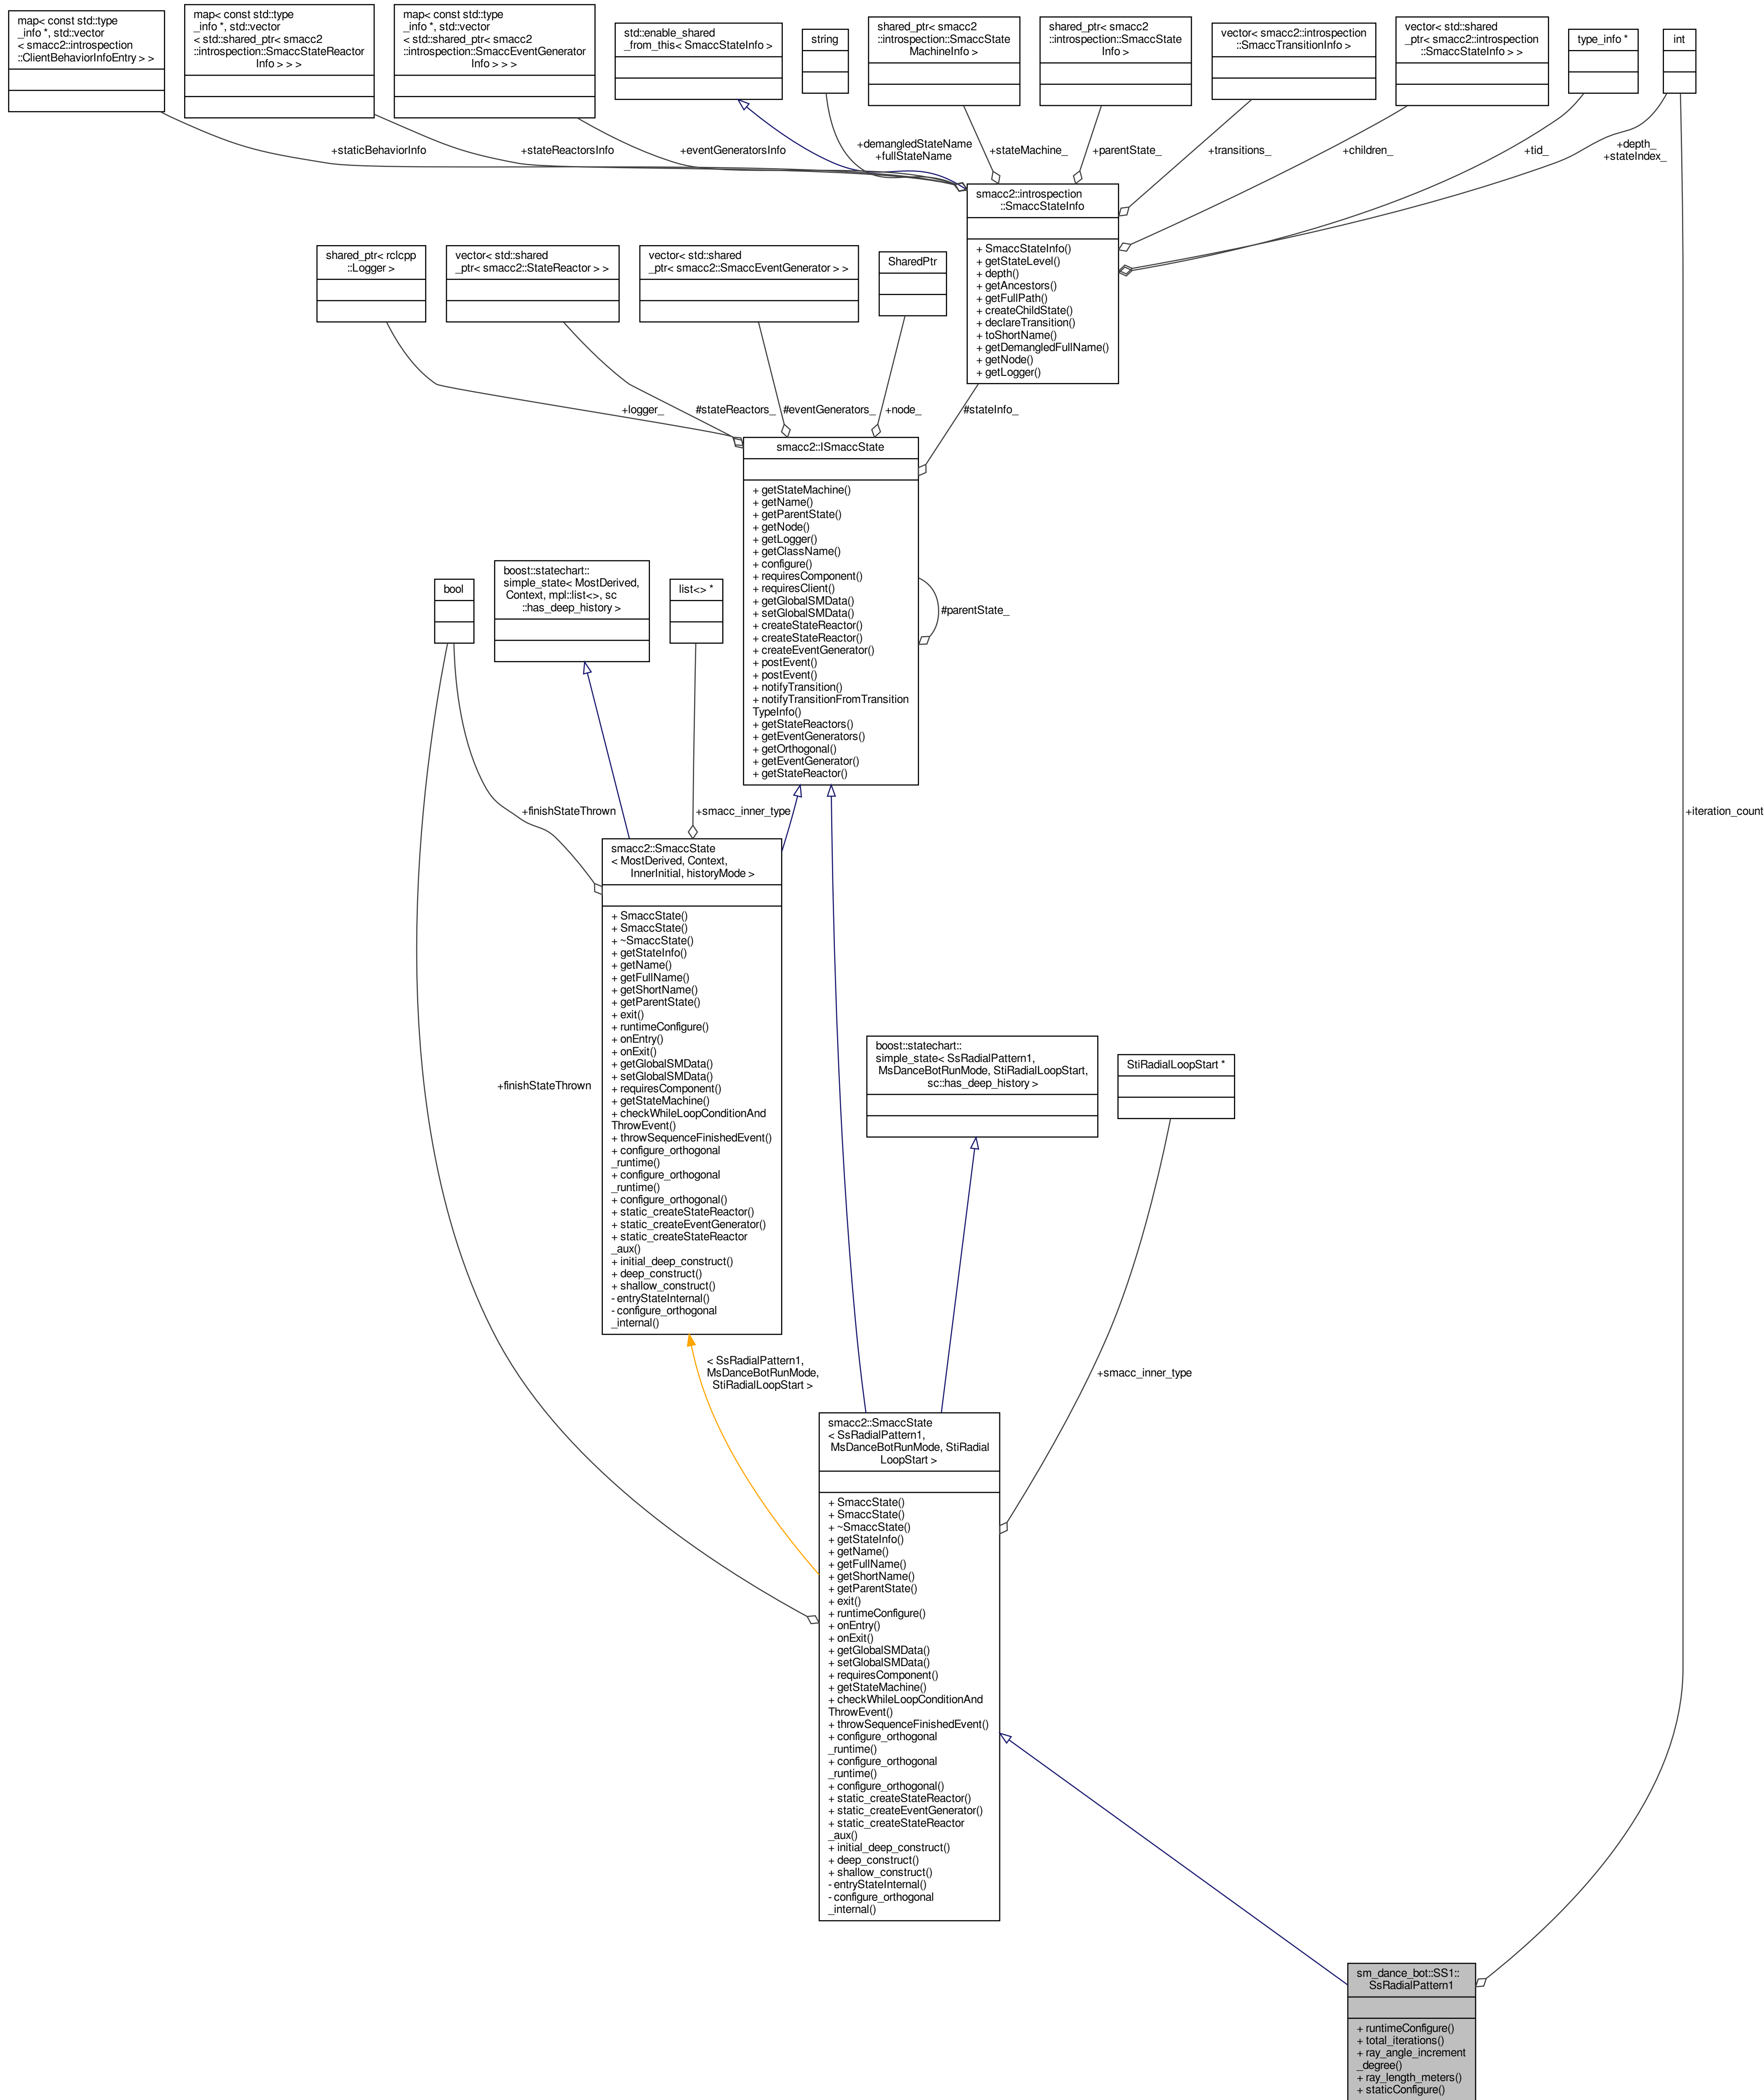 map< const std::type
_info *, std::vector
< smacc2::introspection
::ClientBehaviorInfoEntry > >
map< const std::type
_info *, std::vector
< std::shared_ptr< smacc2
::introspection::SmaccStateReactor
Info > > >
map< const std::type
_info *, std::vector
< std::shared_ptr< smacc2
::introspection::SmaccEventGenerator
Info > > >
std::enable_shared
_from_this< SmaccStateInfo >
string
shared_ptr< smacc2
::introspection::SmaccState
MachineInfo >
shared_ptr< smacc2
::introspection::SmaccState
Info >
vector< smacc2::introspection
::SmaccTransitionInfo >
vector< std::shared
_ptr< smacc2::introspection
::SmaccStateInfo > >
type_info *
int
+staticBehaviorInfo
+stateReactorsInfo
+eventGeneratorsInfo
+demangledStateName
+fullStateName
+stateMachine_
+parentState_
+transitions_
+children_
+tid_
+depth_
+stateIndex_
smacc2::introspection
::SmaccStateInfo
+ SmaccStateInfo()
+ getStateLevel()
+ depth()
+ getAncestors()
+ getFullPath()
+ createChildState()
+ declareTransition()
+ toShortName()
+ getDemangledFullName()
+ getNode()
+ getLogger()
shared_ptr< rclcpp
::Logger >
vector< std::shared
_ptr< smacc2::StateReactor > >
vector< std::shared
_ptr< smacc2::SmaccEventGenerator > >
SharedPtr
+logger_
#stateReactors_
#eventGenerators_
+node_
#stateInfo_
smacc2::ISmaccState
+ getStateMachine()
+ getName()
+ getParentState()
+ getNode()
+ getLogger()
+ getClassName()
+ configure()
+ requiresComponent()
+ requiresClient()
+ getGlobalSMData()
+ setGlobalSMData()
+ createStateReactor()
+ createStateReactor()
+ createEventGenerator()
+ postEvent()
+ postEvent()
+ notifyTransition()
+ notifyTransitionFromTransition
TypeInfo()
+ getStateReactors()
+ getEventGenerators()
+ getOrthogonal()
+ getEventGenerator()
+ getStateReactor()
#parentState_
bool
boost::statechart::
simple_state< MostDerived,
Context, mpl::list<>, sc
::has_deep_history >
list<> *
+finishStateThrown
+smacc_inner_type
+iteration_count
smacc2::SmaccState
< MostDerived, Context,
InnerInitial, historyMode >
+ SmaccState()
+ SmaccState()
+ ~SmaccState()
+ getStateInfo()
+ getName()
+ getFullName()
+ getShortName()
+ getParentState()
+ exit()
+ runtimeConfigure()
+ onEntry()
+ onExit()
+ getGlobalSMData()
+ setGlobalSMData()
+ requiresComponent()
+ getStateMachine()
+ checkWhileLoopConditionAnd
ThrowEvent()
+ throwSequenceFinishedEvent()
+ configure_orthogonal
_runtime()
+ configure_orthogonal
_runtime()
+ configure_orthogonal()
+ static_createStateReactor()
+ static_createEventGenerator()
+ static_createStateReactor
_aux()
+ initial_deep_construct()
+ deep_construct()
+ shallow_construct()
- entryStateInternal()
- configure_orthogonal
_internal()
+finishStateThrown
boost::statechart::
simple_state< SsRadialPattern1,
MsDanceBotRunMode, StiRadialLoopStart,
sc::has_deep_history >
StiRadialLoopStart *
< SsRadialPattern1,
MsDanceBotRunMode,
StiRadialLoopStart >
+smacc_inner_type
smacc2::SmaccState
< SsRadialPattern1,
MsDanceBotRunMode, StiRadial
LoopStart >
+ SmaccState()
+ SmaccState()
+ ~SmaccState()
+ getStateInfo()
+ getName()
+ getFullName()
+ getShortName()
+ getParentState()
+ exit()
+ runtimeConfigure()
+ onEntry()
+ onExit()
+ getGlobalSMData()
+ setGlobalSMData()
+ requiresComponent()
+ getStateMachine()
+ checkWhileLoopConditionAnd
ThrowEvent()
+ throwSequenceFinishedEvent()
+ configure_orthogonal
_runtime()
+ configure_orthogonal
_runtime()
+ configure_orthogonal()
+ static_createStateReactor()
+ static_createEventGenerator()
+ static_createStateReactor
_aux()
+ initial_deep_construct()
+ deep_construct()
+ shallow_construct()
- entryStateInternal()
- configure_orthogonal
_internal()
sm_dance_bot::SS1::
SsRadialPattern1
+ runtimeConfigure()
+ total_iterations()
+ ray_angle_increment
_degree()
+ ray_length_meters()
+ staticConfigure()